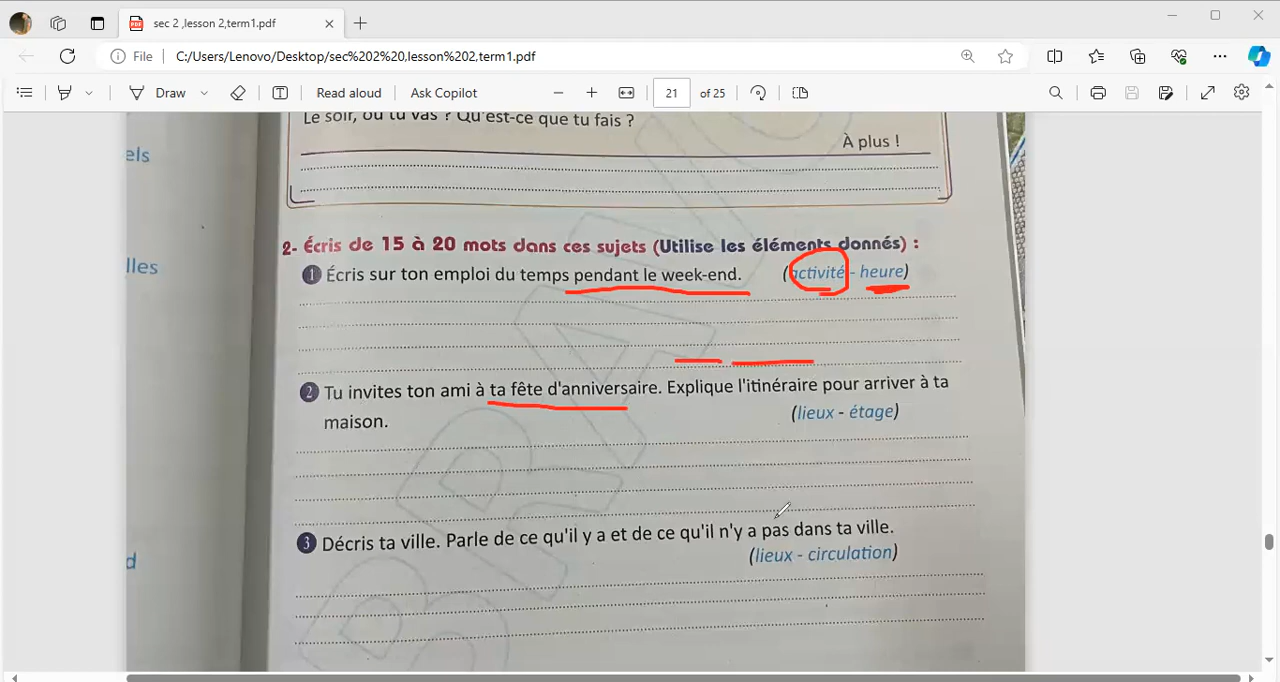 sec 2 ,lesson 2,term1.pdf
File C:/Users/Lenovo/Desktop/sec%202%20,lesson%202,term1.pdf
Draw Read aloud Ask Copilot 21 of 25
Le soir, où tu vas ? Qu'est-ce que tu fais ?
À plus !
els
2- Écris de 15 à 20 mots dans ces sujets (Utilise les éléments donnés) :
lles
1 Écris sur ton emploi du temps pendant le week-end. (activité - heure)
2 Tu invites ton ami à ta fête d'anniversaire. Explique l'itinéraire pour arriver à ta
maison. (lieux - étage)
3 Décris ta ville. Parle de ce qu'il y a et de ce qu'il n'y a pas dans ta ville.
(lieux - circulation)
d